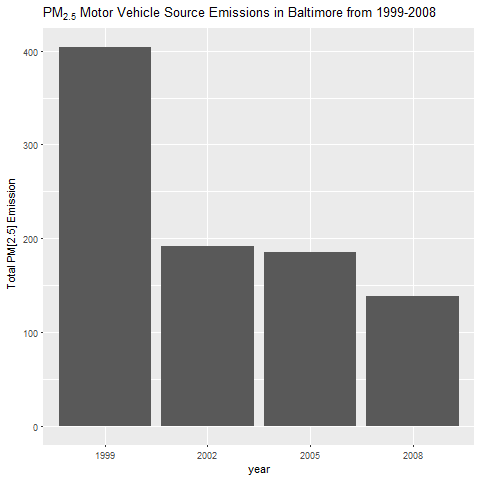 PM2.5 Motor Vehicle Source Emissions in Baltimore from 1999-2008
Total PM[2.5] Emission
400
300
200
100
0
1999 2002 2005 2008
year